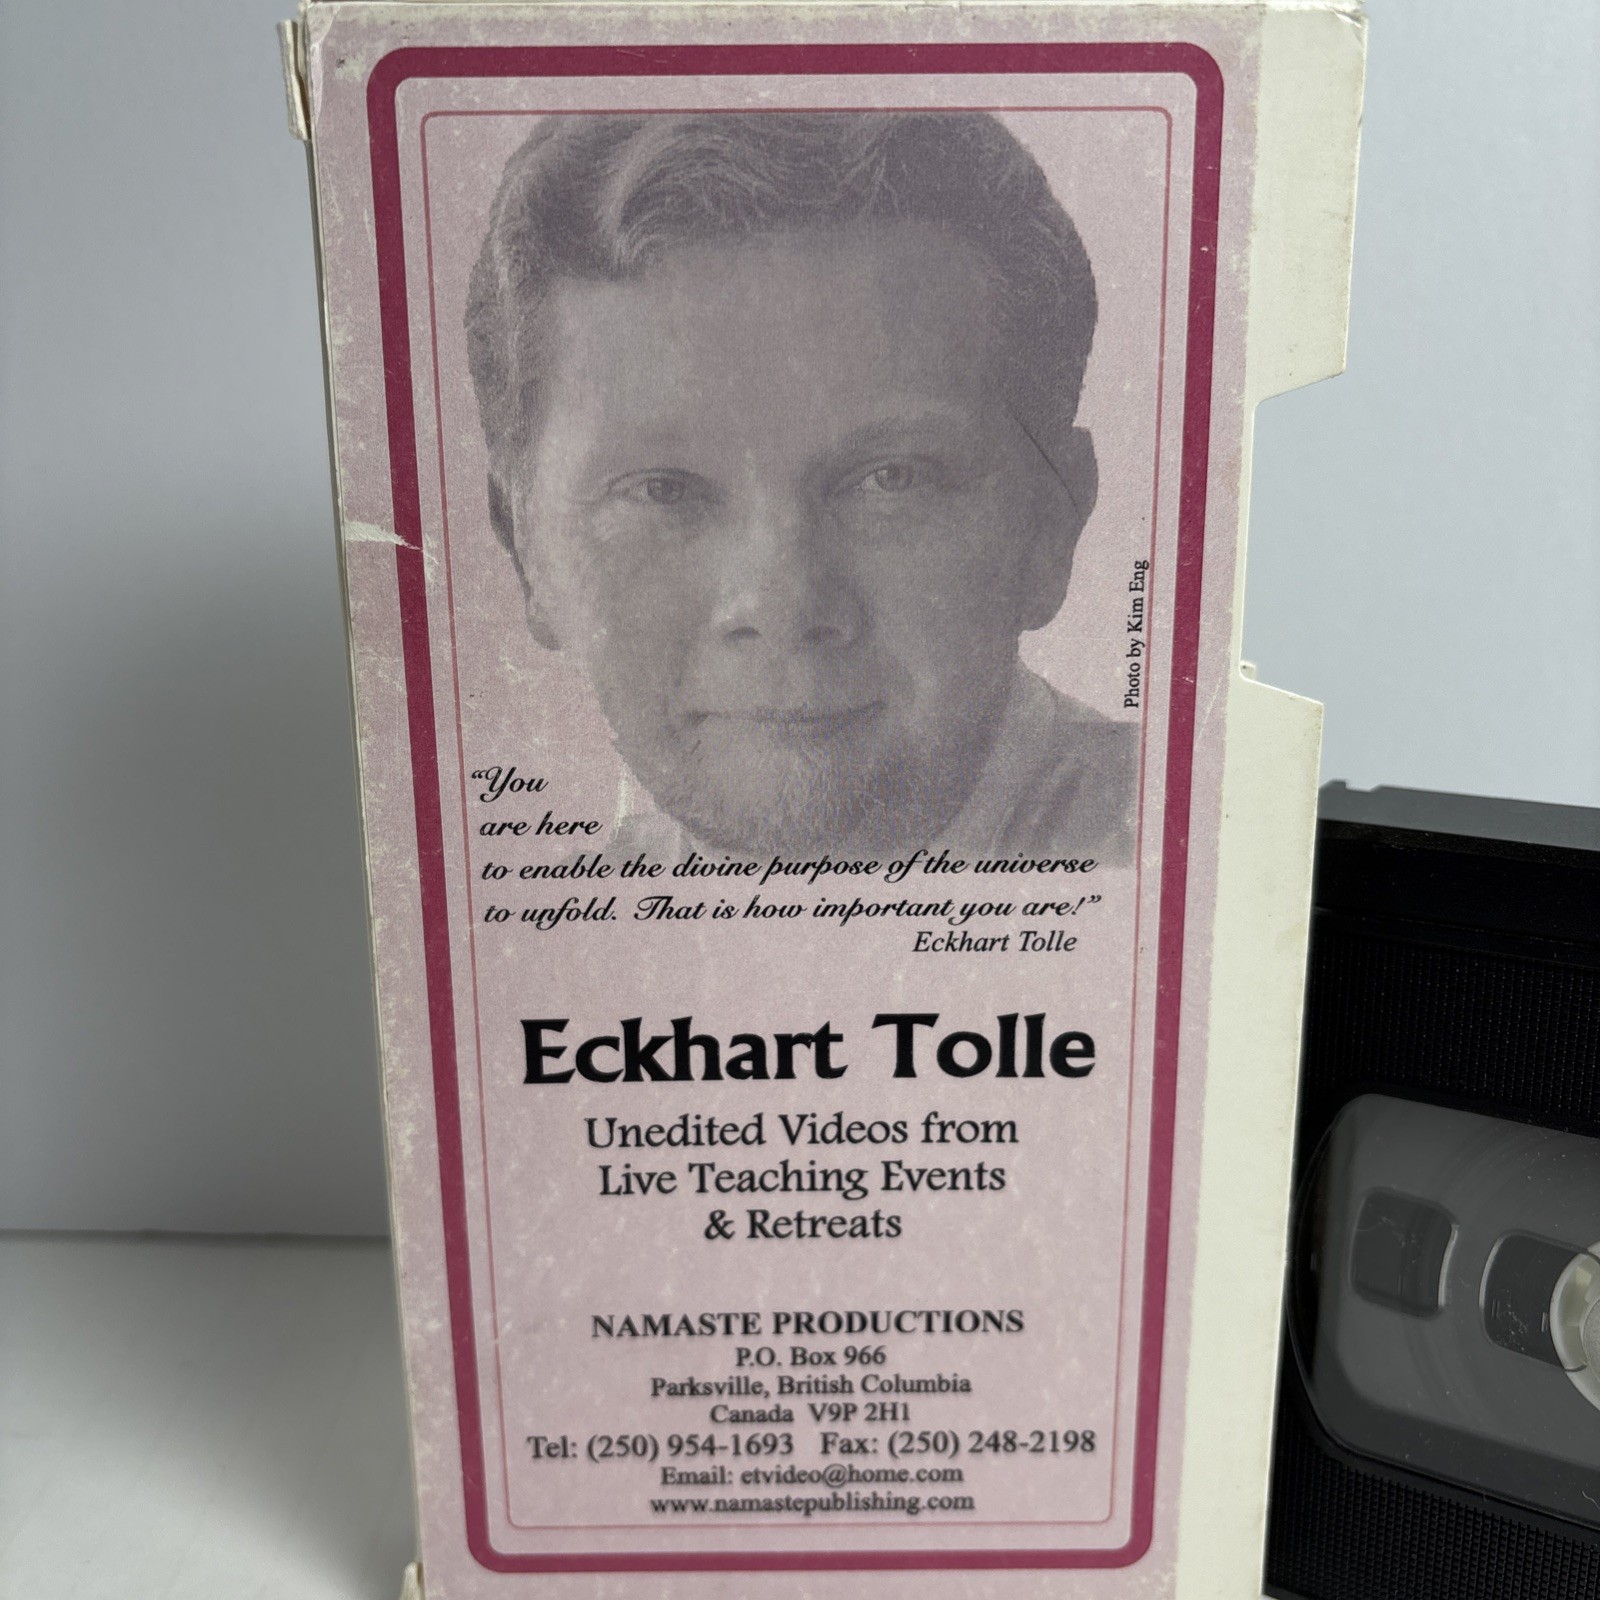 Photo by Kim Eng
“You
are here
to enable the divine purpose of the universe
to unfold. That is how important you are!”
Eckhart Tolle
Eckhart Tolle
Unedited Videos from
Live Teaching Events
& Retreats
NAMASTE PRODUCTIONS
P.O. Box 966
Parksville, British Columbia
Canada V9P 2H1
Tel: (250) 954-1693 Fax: (250) 248-2198
Email: etvideo@home.com
www.namastepublishing.com